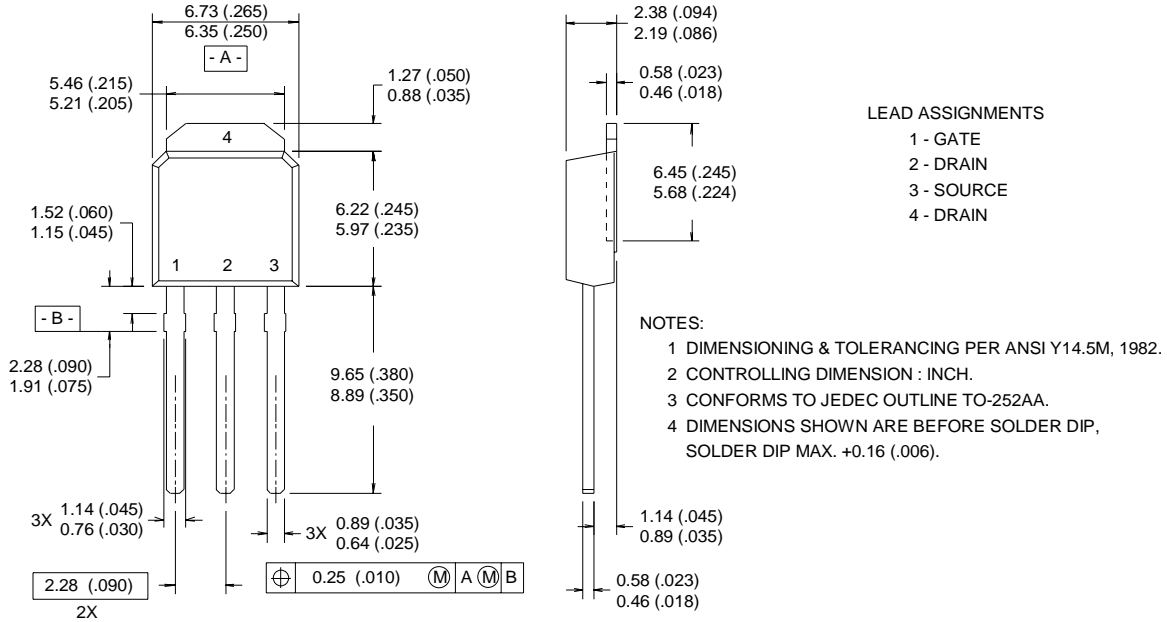 6.73 (.265)
6.35 (.250)
- A -
5.46 (.215)
5.21 (.205)
1.27 (.050)
0.88 (.035)
4
1.52 (.060)
1.15 (.045)
6.22 (.245)
5.97 (.235)
1 2 3
- B -
2.28 (.090)
1.91 (.075)
9.65 (.380)
8.89 (.350)
3X 1.14 (.045)
0.76 (.030)
3X 0.89 (.035)
0.64 (.025)
2.28 (.090)
2X
0.25 (.010) M A M B
2.38 (.094)
2.19 (.086)
0.58 (.023)
0.46 (.018)
6.45 (.245)
5.68 (.224)
1.14 (.045)
0.89 (.035)
0.58 (.023)
0.46 (.018)
LEAD ASSIGNMENTS
1 - GATE
2 - DRAIN
3 - SOURCE
4 - DRAIN
NOTES:
1 DIMENSIONING & TOLERANCING PER ANSI Y14.5M, 1982.
2 CONTROLLING DIMENSION : INCH.
3 CONFORMS TO JEDEC OUTLINE TO-252AA.
4 DIMENSIONS SHOWN ARE BEFORE SOLDER DIP,
SOLDER DIP MAX. +0.16 (.006).